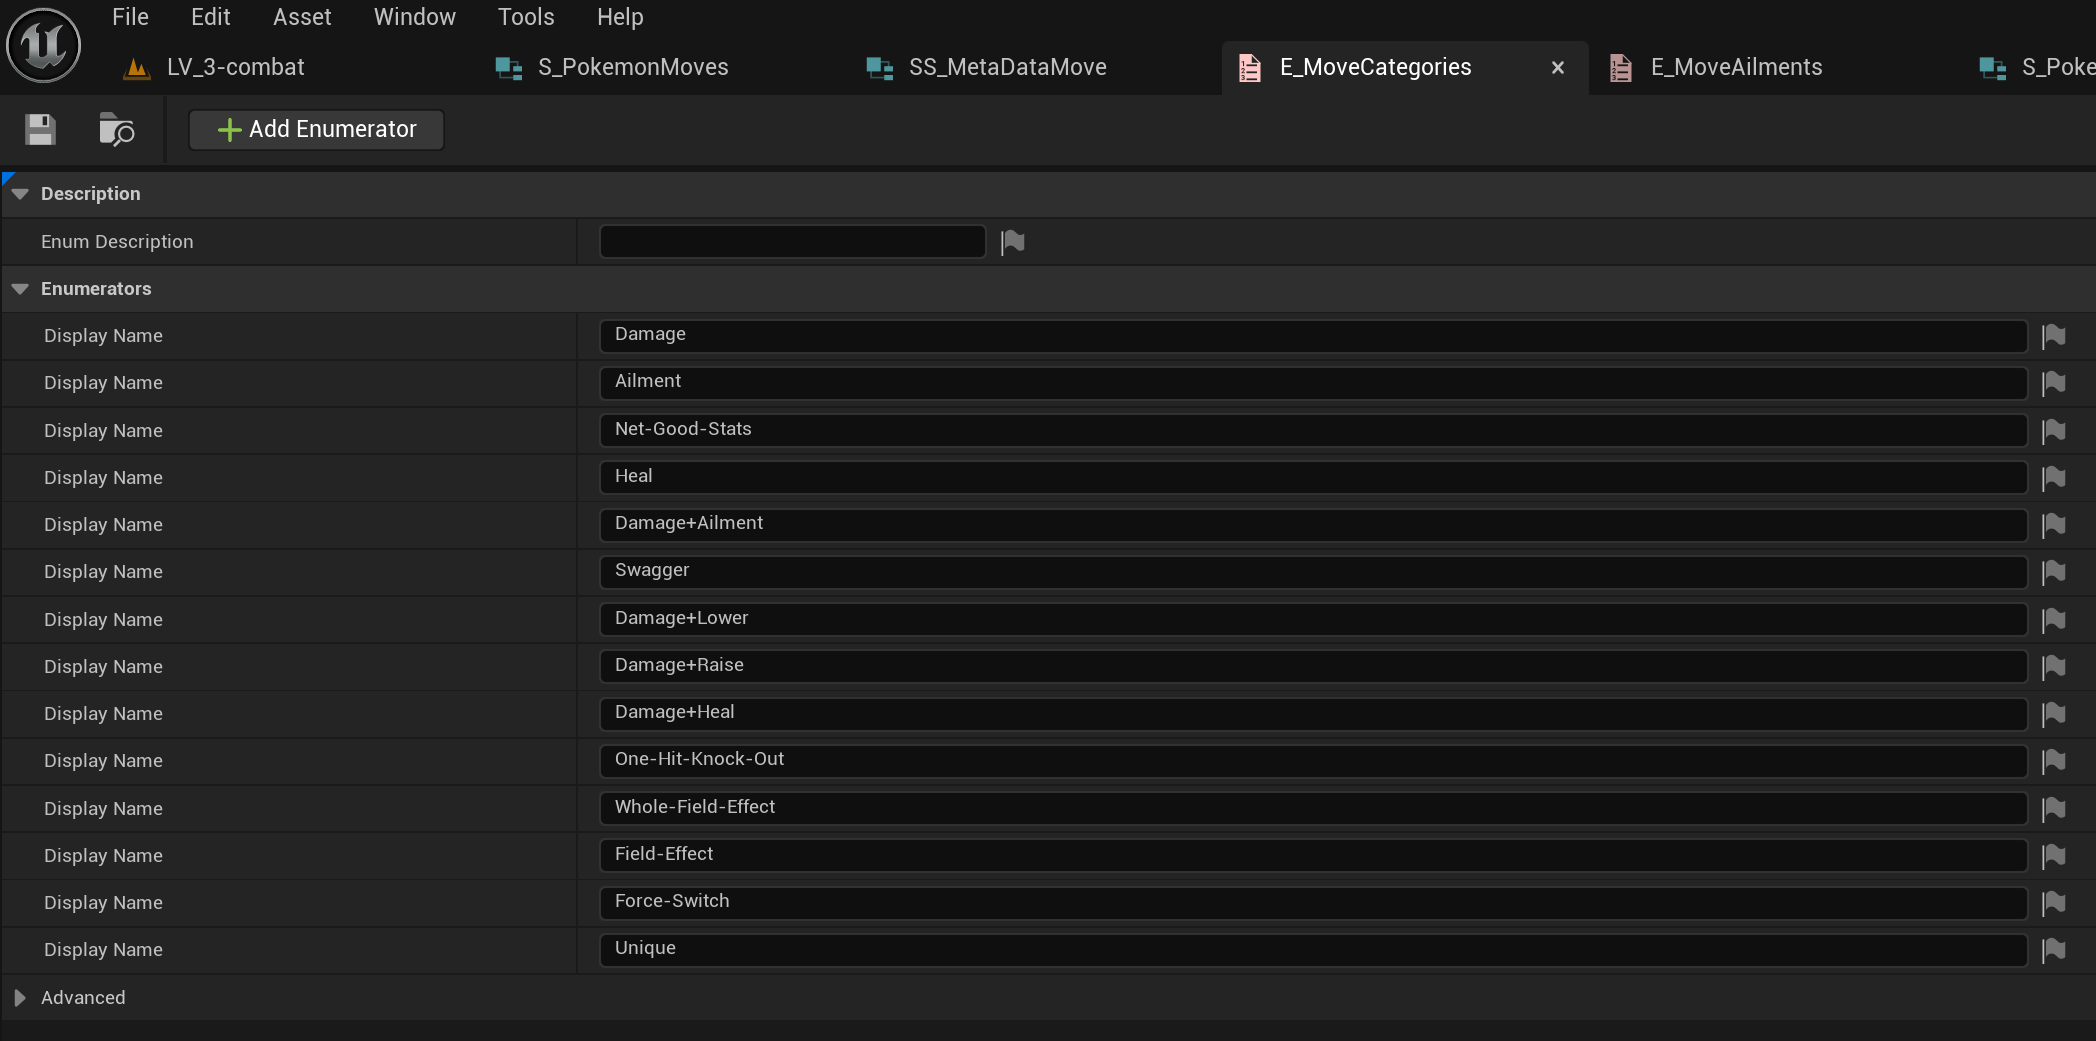 File Edit Asset Window Tools Help
LV_3-combat S_PokemonMoves SS_MetaDataMove E_MoveCategories × E_MoveAilments S_Poke
Add Enumerator
Description
Enum Description
Enumerators
Display Name Damage
Display Name Ailment
Display Name Net-Good-Stats
Display Name Heal
Display Name Damage+Ailment
Display Name Swagger
Display Name Damage+Lower
Display Name Damage+Raise
Display Name Damage+Heal
Display Name One-Hit-Knock-Out
Display Name Whole-Field-Effect
Display Name Field-Effect
Display Name Force-Switch
Display Name Unique
Advanced